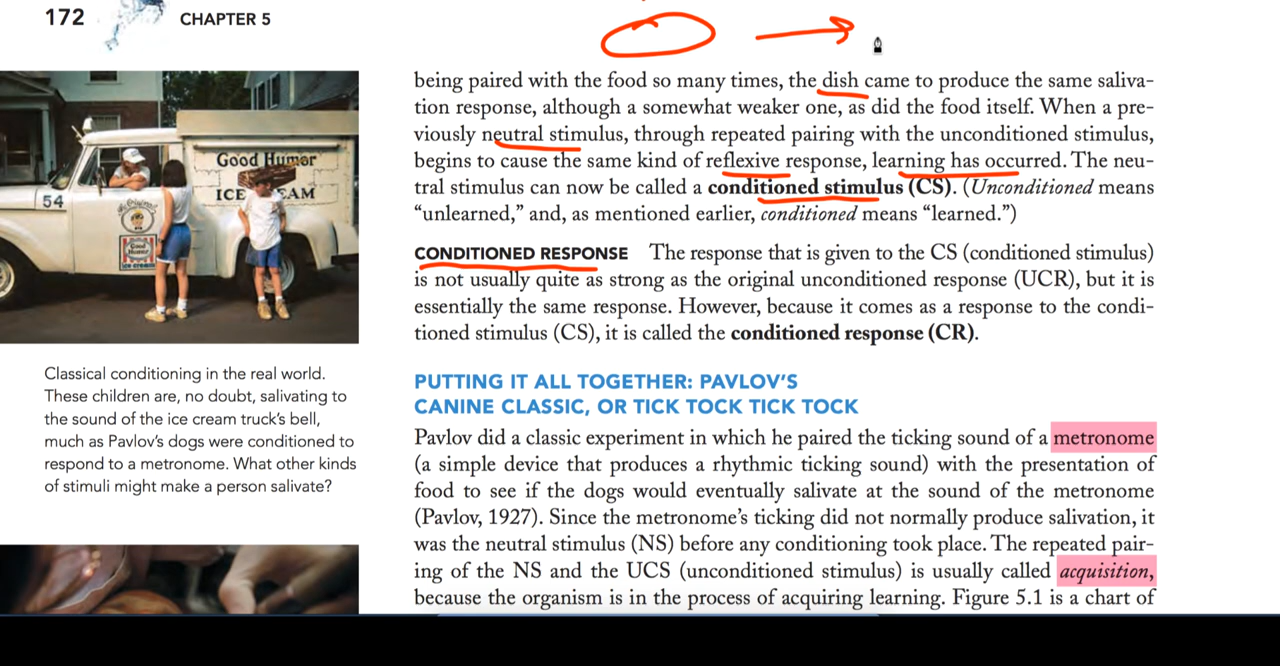 172
CHAPTER 5
being paired with the food so many times, the dish came to produce the same saliva-
tion response, although a somewhat weaker one, as did the food itself. When a pre-
viously neutral stimulus, through repeated pairing with the unconditioned stimulus,
begins to cause the same kind of reflexive response, learning has occurred. The neu-
tral stimulus can now be called a conditioned stimulus (CS). (Unconditioned means
“unlearned,” and, as mentioned earlier, conditioned means “learned.”)
CONDITIONED RESPONSE The response that is given to the CS (conditioned stimulus)
is not usually quite as strong as the original unconditioned response (UCR), but it is
essentially the same response. However, because it comes as a response to the condi-
tioned stimulus (CS), it is called the conditioned response (CR).
PUTTING IT ALL TOGETHER: PAVLOV’S
CANINE CLASSIC, OR TICK TOCK TICK TOCK
Pavlov did a classic experiment in which he paired the ticking sound of a metronome
(a simple device that produces a rhythmic ticking sound) with the presentation of
food to see if the dogs would eventually salivate at the sound of the metronome
(Pavlov, 1927). Since the metronome’s ticking did not normally produce salivation, it
was the neutral stimulus (NS) before any conditioning took place. The repeated pair-
ing of the NS and the UCS (unconditioned stimulus) is usually called acquisition,
because the organism is in the process of acquiring learning. Figure 5.1 is a chart of
Good Humor
ICE
EAM
54
Classical conditioning in the real world.
These children are, no doubt, salivating to
the sound of the ice cream truck’s bell,
much as Pavlov’s dogs were conditioned to
respond to a metronome. What other kinds
of stimuli might make a person salivate?